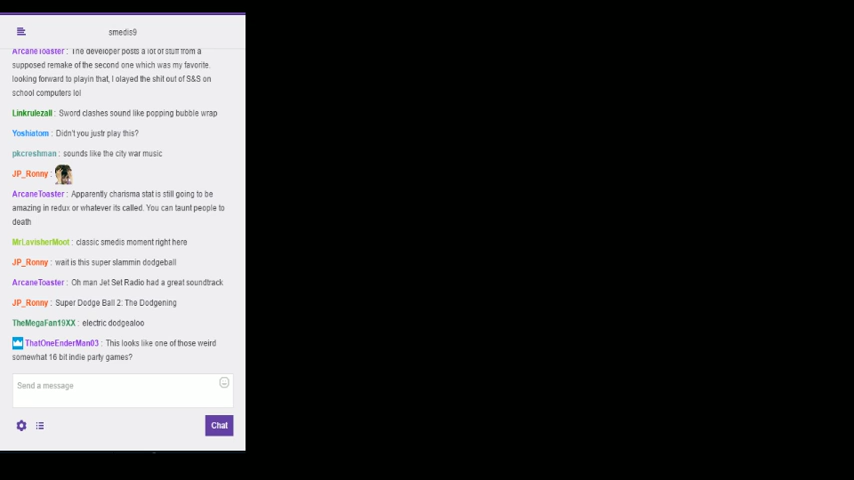 smedis9
ArcaneToaster : The developer posts a lot of stuff from a
supposed remake of the second one which was my favorite.
looking forward to playin that, I olayed the shit out of S&S on
school computers lol
Linkrulezall : Sword clashes sound like popping bubble wrap
Yoshiatom : Didn't you justr play this?
pkcreshman : sounds like the city war music
JP_Ronny :
ArcaneToaster : Apparently charisma stat is still going to be
amazing in redux or whatever its called. You can taunt people to
death
MrLavisherMoot : classic smedis moment right here
JP_Ronny : wait is this super slammin dodgeball
ArcaneToaster : Oh man Jet Set Radio had a great soundtrack
JP_Ronny : Super Dodge Ball 2: The Dodgening
TheMegaFan19XX : electric dodgealoo
ThatOneEnderMan03 : This looks like one of those weird
somewhat 16 bit indie party games?
Send a message
Chat